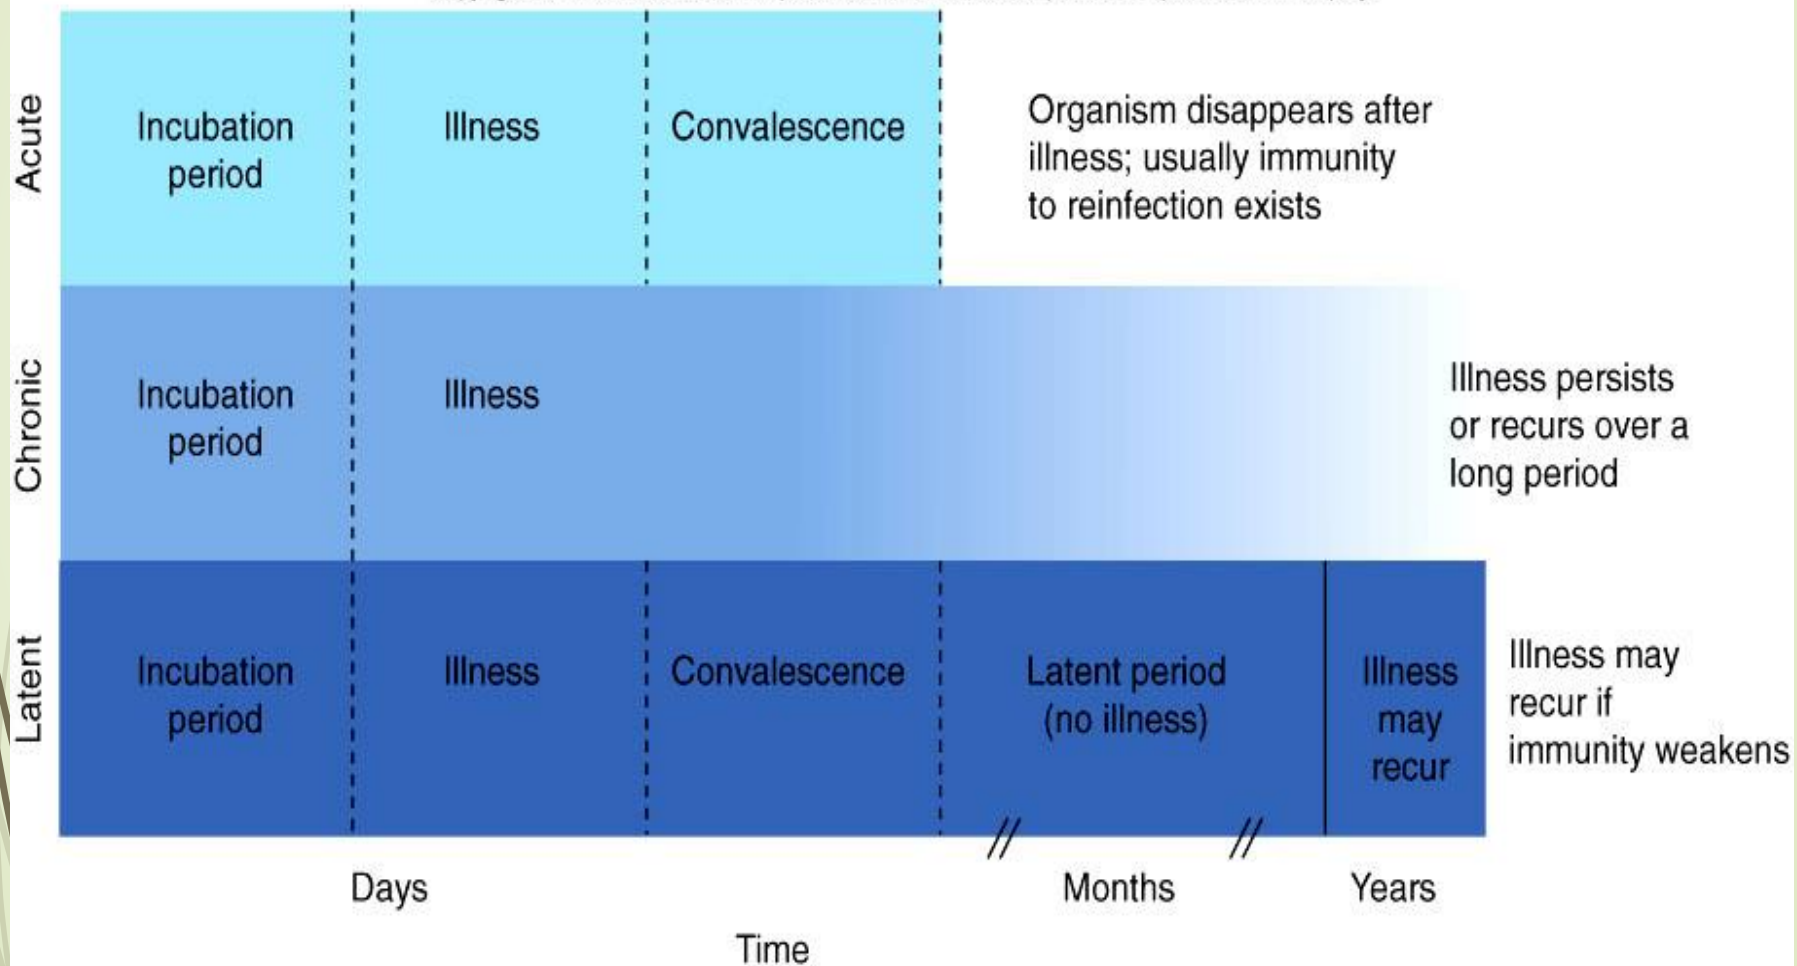 Acute
Incubation
period
Illness
Convalescence
Organism disappears after
illness; usually immunity
to reinfection exists
Chronic
Incubation
period
Illness
Illness persists
or recurs over a
long period
Latent
Incubation
period
Illness
Convalescence
Latent period
(no illness)
Illness
may
recur
Illness may
recur if
immunity weakens
Days
Months
Years
Time